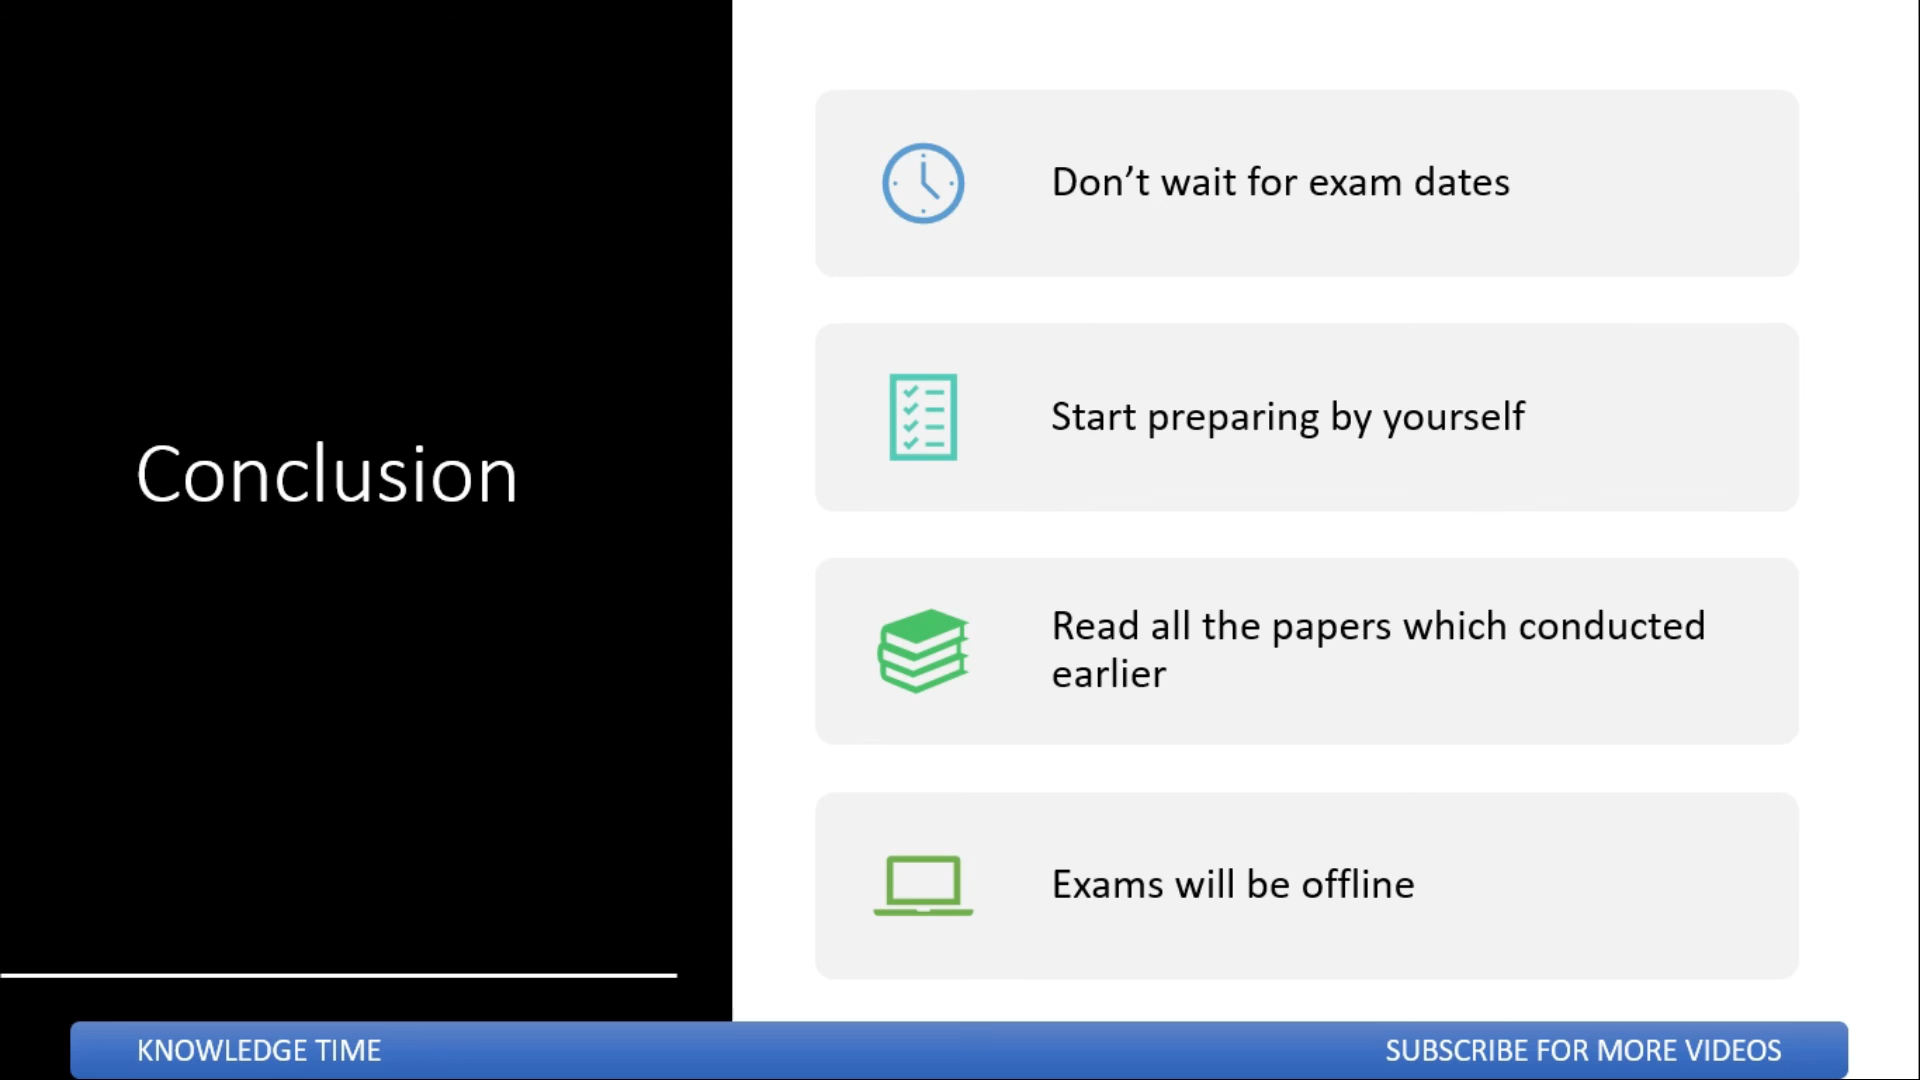 Conclusion
Don’t wait for exam dates
Start preparing by yourself
Read all the papers which conducted
earlier
Exams will be offline
KNOWLEDGE TIME
SUBSCRIBE FOR MORE VIDEOS